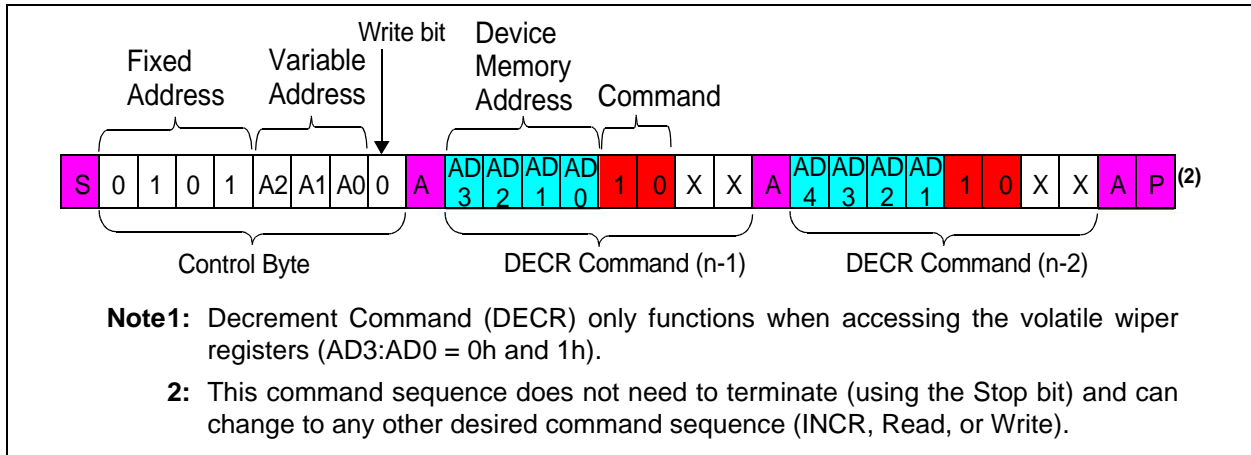 Write bit
Device
Memory
Address
Fixed
Address
Variable
Address
Command
S 0 1 0 1 A2 A1 A0 0 A AD3 AD2 AD1 AD0 1 0 X X A AD4 AD3 AD2 AD1 1 0 X X A P (2)
Control Byte DECR Command (n-1) DECR Command (n-2)
Note1: Decrement Command (DECR) only functions when accessing the volatile wiper
registers (AD3:AD0 = 0h and 1h).
2: This command sequence does not need to terminate (using the Stop bit) and can
change to any other desired command sequence (INCR, Read, or Write).